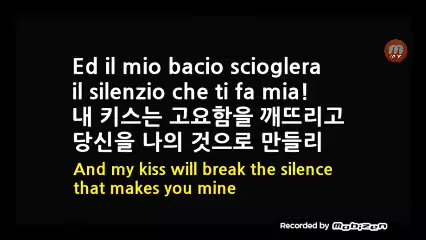 Ed il mio bacio scioglera
il silenzio che ti fa mia!
내 키스는 고요함을 깨뜨리고
당신을 나의 것으로 만들리
And my kiss will break the silence
that makes you mine
Recorded by Mobizen